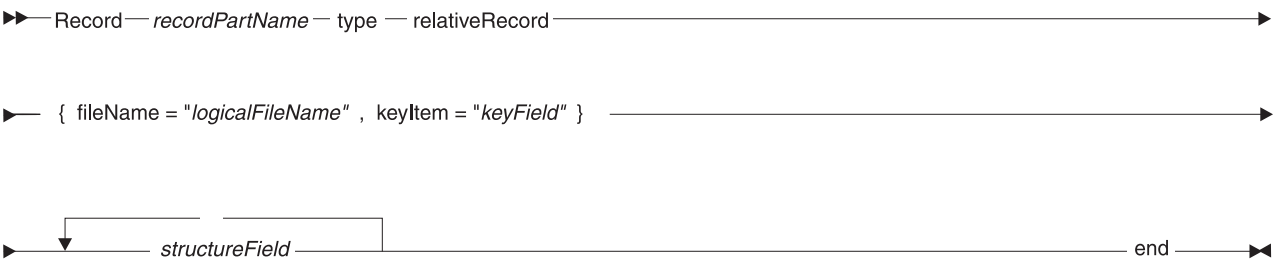 Record recordPartName type relativeRecord
{ fileName = "logicalFileName" , keyItem = "keyField" }
structureField end